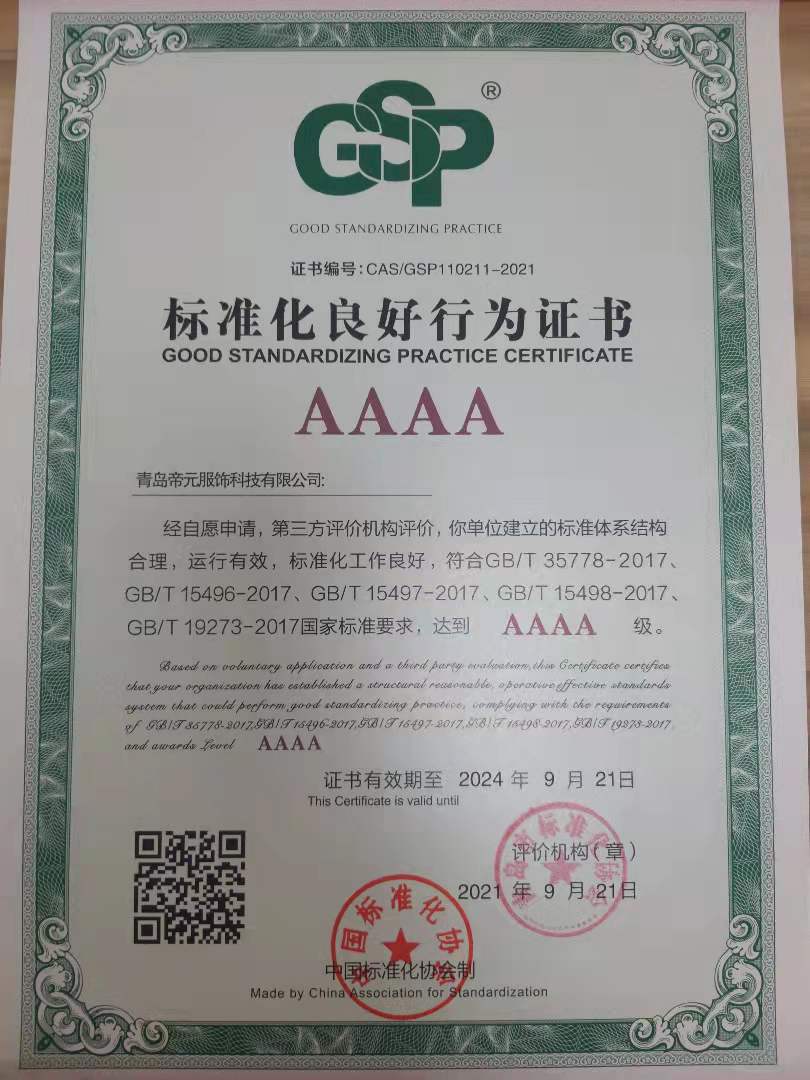 GSP®
GOOD STANDARDIZING PRACTICE
证书编号：CAS/GSP110211-2021
标准化良好行为证书
GOOD STANDARDIZING PRACTICE CERTIFICATE
AAAA
青岛帝元服饰科技有限公司：
经自愿申请，第三方评价机构评价，你单位建立的标准体系结构
合理，运行有效，标准化工作良好，符合GB/T 35778-2017、
GB/T 15496-2017、GB/T 15497-2017、GB/T 15498-2017、
GB/T 19273-2017国家标准要求，达到 AAAA 级。
Based on voluntary application and a third party evaluation, this Certificate certifies
that your organization has established a structural reasonable, operative effective standards
system that could perform good standardizing practice, complying with the requirements
of GB/T 35778-2017, GB/T 15496-2017, GB/T 15497-2017, GB/T 15498-2017, GB/T 19273-2017
and awards Level AAAA
证书有效期至 2024 年 9 月 21日
This Certificate is valid until
评价机构（章）
2021 年 9 月 21日
中国标准化协会
中国标准化协会制
Made by China Association for Standardization